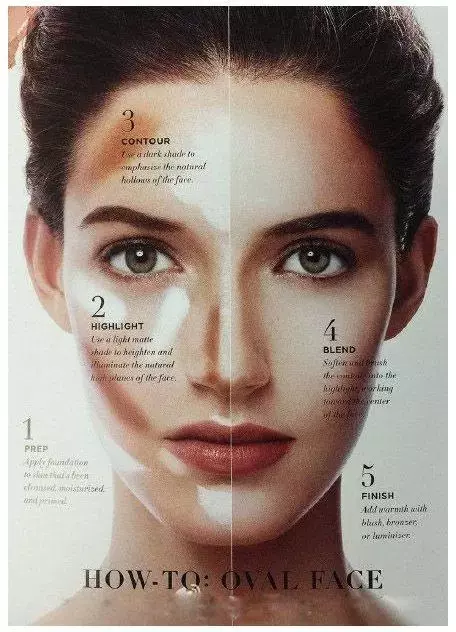 3
CONTOUR
Use a dark shade to
emphasize the natural
hollows of the face.
2
HIGHLIGHT
Use a light matte
shade to heighten and
illuminate the natural
high planes of the face.
4
BLEND
Soften and brush
the contour into the
highlight, working
toward the center
of the face.
1
PREP
Apply foundation
to skin that's been
cleansed, moisturized,
and primed.
5
FINISH
Add warmth with
blush, bronzer,
or luminizer.
HOW-TO: OVAL FACE